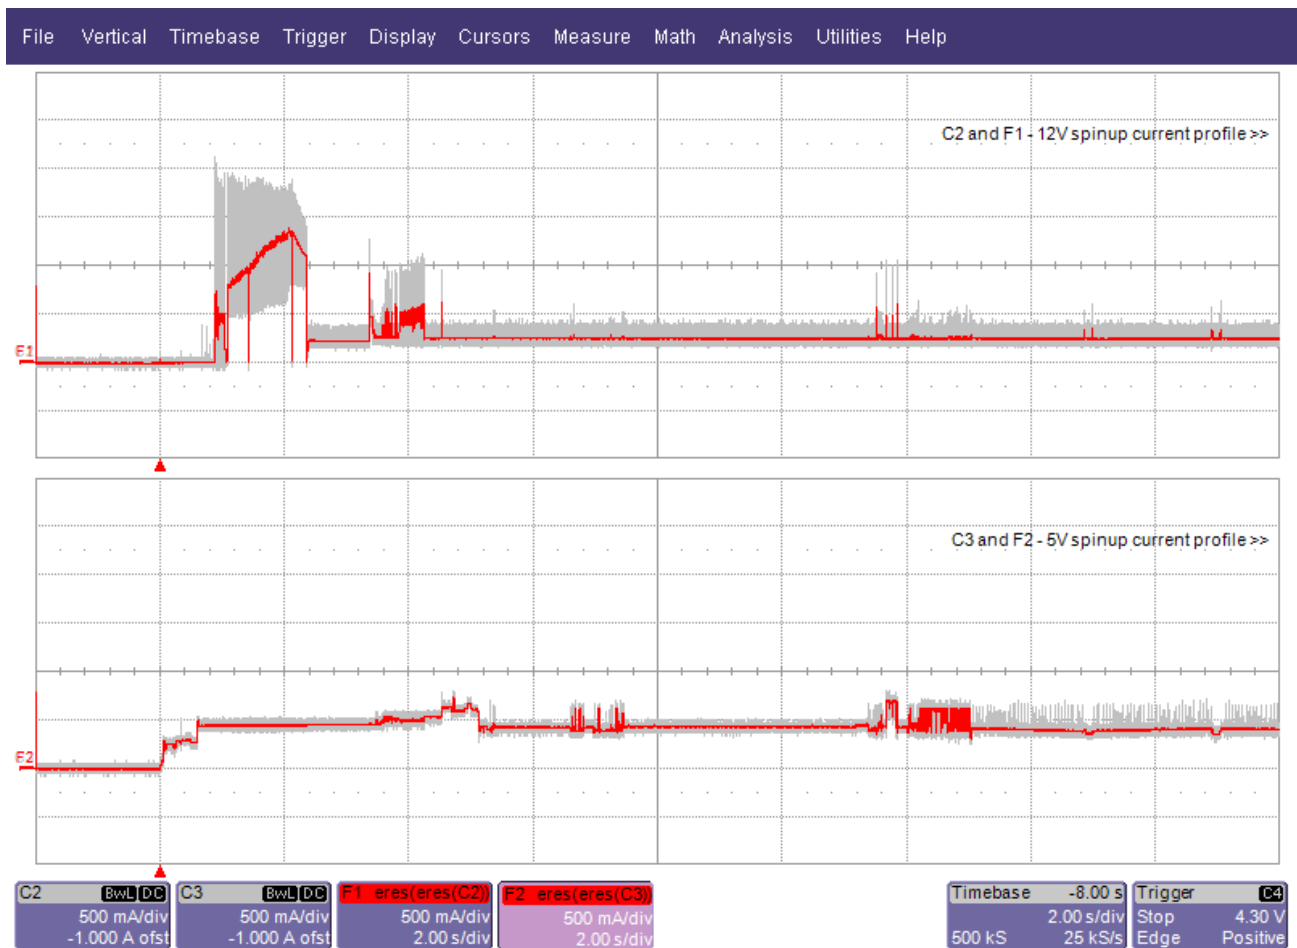 File Vertical Timebase Trigger Display Cursors Measure Math Analysis Utilities Help
C2 and F1 - 12V spinup current profile >>
F1
C3 and F2 - 5V spinup current profile >>
F2
C2 BwL DC
500 mA/div
-1.000 A ofst
C3 BwL DC
500 mA/div
-1.000 A ofst
F1 eres(eres(C2))
500 mA/div
2.00 s/div
F2 eres(eres(C3))
500 mA/div
2.00 s/div
Timebase -8.00 s
2.00 s/div
500 kS 25 kS/s
Trigger C4
Stop 4.30 V
Edge Positive